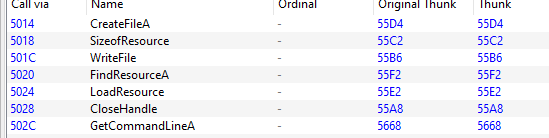 Call via Name Ordinal Original Thunk Thunk
5014 CreateFileA - 55D4 55D4
5018 SizeofResource - 55C2 55C2
501C WriteFile - 55B6 55B6
5020 FindResourceA - 55F2 55F2
5024 LoadResource - 55E2 55E2
5028 CloseHandle - 55A8 55A8
502C GetCommandLineA - 5668 5668